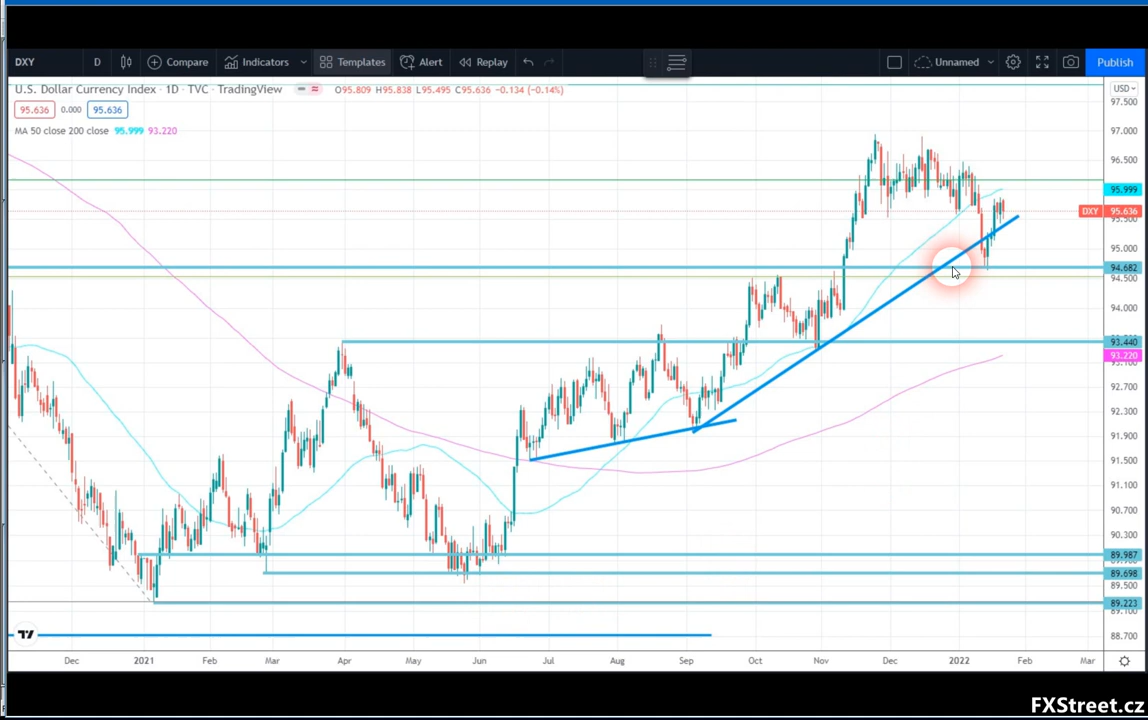 DXY D Compare Indicators Templates Alert Replay Unnamed Publish
U.S. Dollar Currency Index · 1D · TVC · TradingView O95.809 H95.838 L95.495 C95.636 −0.134 (−0.14%)
USD
95.636 0.000 95.636
MA 50 close 200 close 95.999 93.220
97.500
97.000
96.500
95.999
DXY 95.636
95.500
95.000
94.682
94.500
94.000
93.440
93.220
92.700
92.300
91.900
91.500
91.100
90.700
90.300
89.987
89.698
89.500
89.223
88.700
Dec 2021 Feb Mar Apr May Jun Jul Aug Sep Oct Nov Dec 2022 Feb Mar
FXStreet.cz